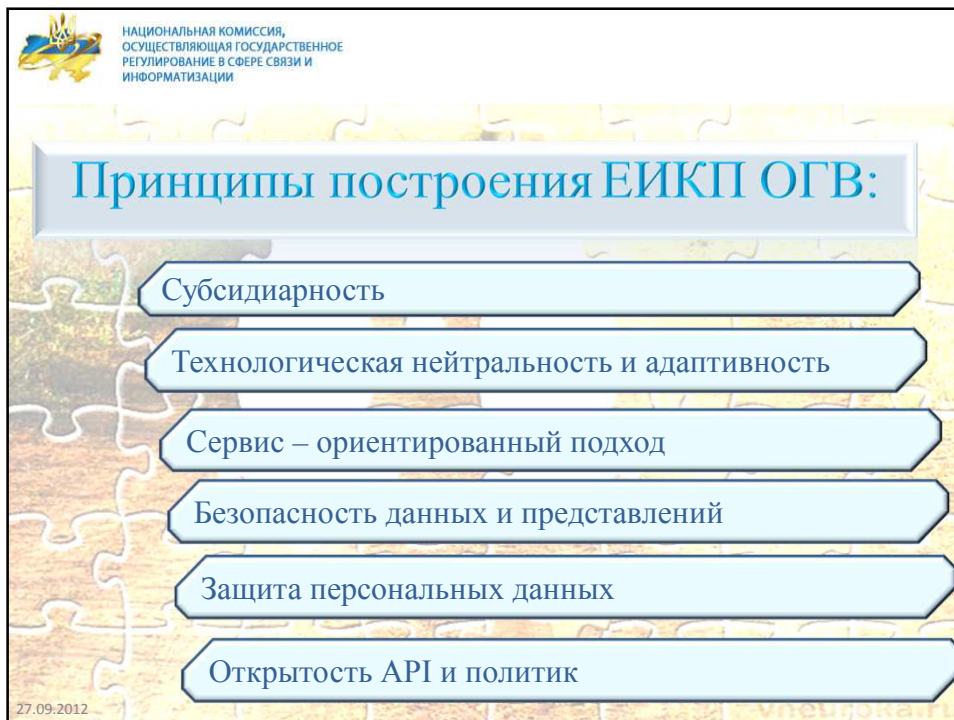 НАЦИОНАЛЬНАЯ КОМИССИЯ,
ОСУЩЕСТВЛЯЮЩАЯ ГОСУДАРСТВЕННОЕ
РЕГУЛИРОВАНИЕ В СФЕРЕ СВЯЗИ И
ИНФОРМАТИЗАЦИИ
Принципы построения ЕИКП ОГВ:
Субсидиарность
Технологическая нейтральность и адаптивность
Сервис – ориентированный подход
Безопасность данных и представлений
Защита персональных данных
Открытость API и политик
27.09.2012